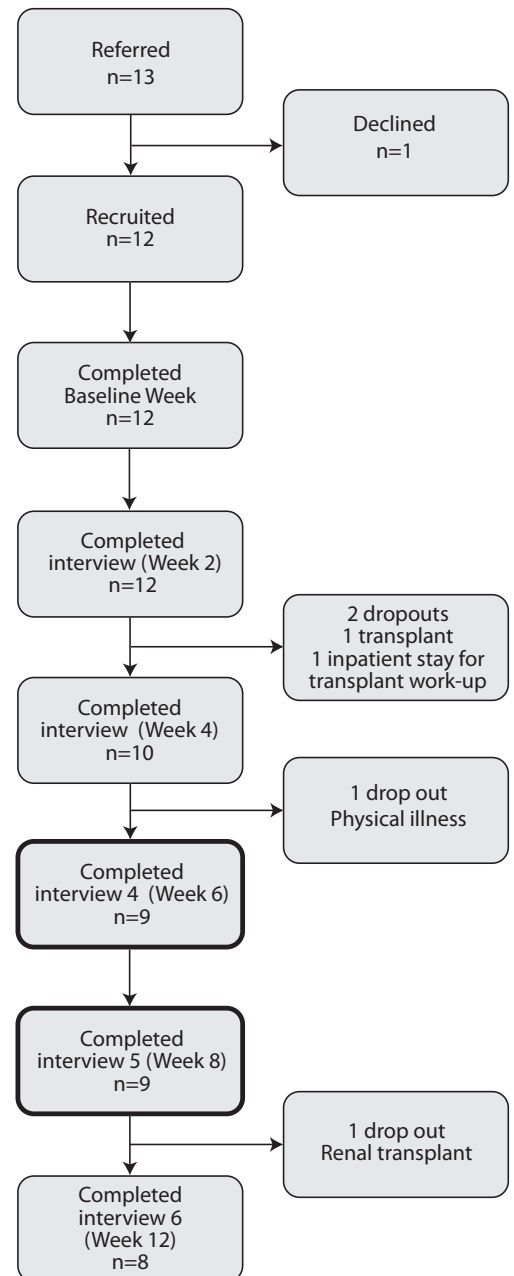 Referred
n=13
Declined
n=1
Recruited
n=12
Completed
Baseline Week
n=12
Completed
interview (Week 2)
n=12
2 dropouts
1 transplant
1 inpatient stay for
transplant work-up
Completed
interview (Week 4)
n=10
1 drop out
Physical illness
Completed
interview 4 (Week 6)
n=9
Completed
interview 5 (Week 8)
n=9
1 drop out
Renal transplant
Completed
interview 6
(Week 12)
n=8